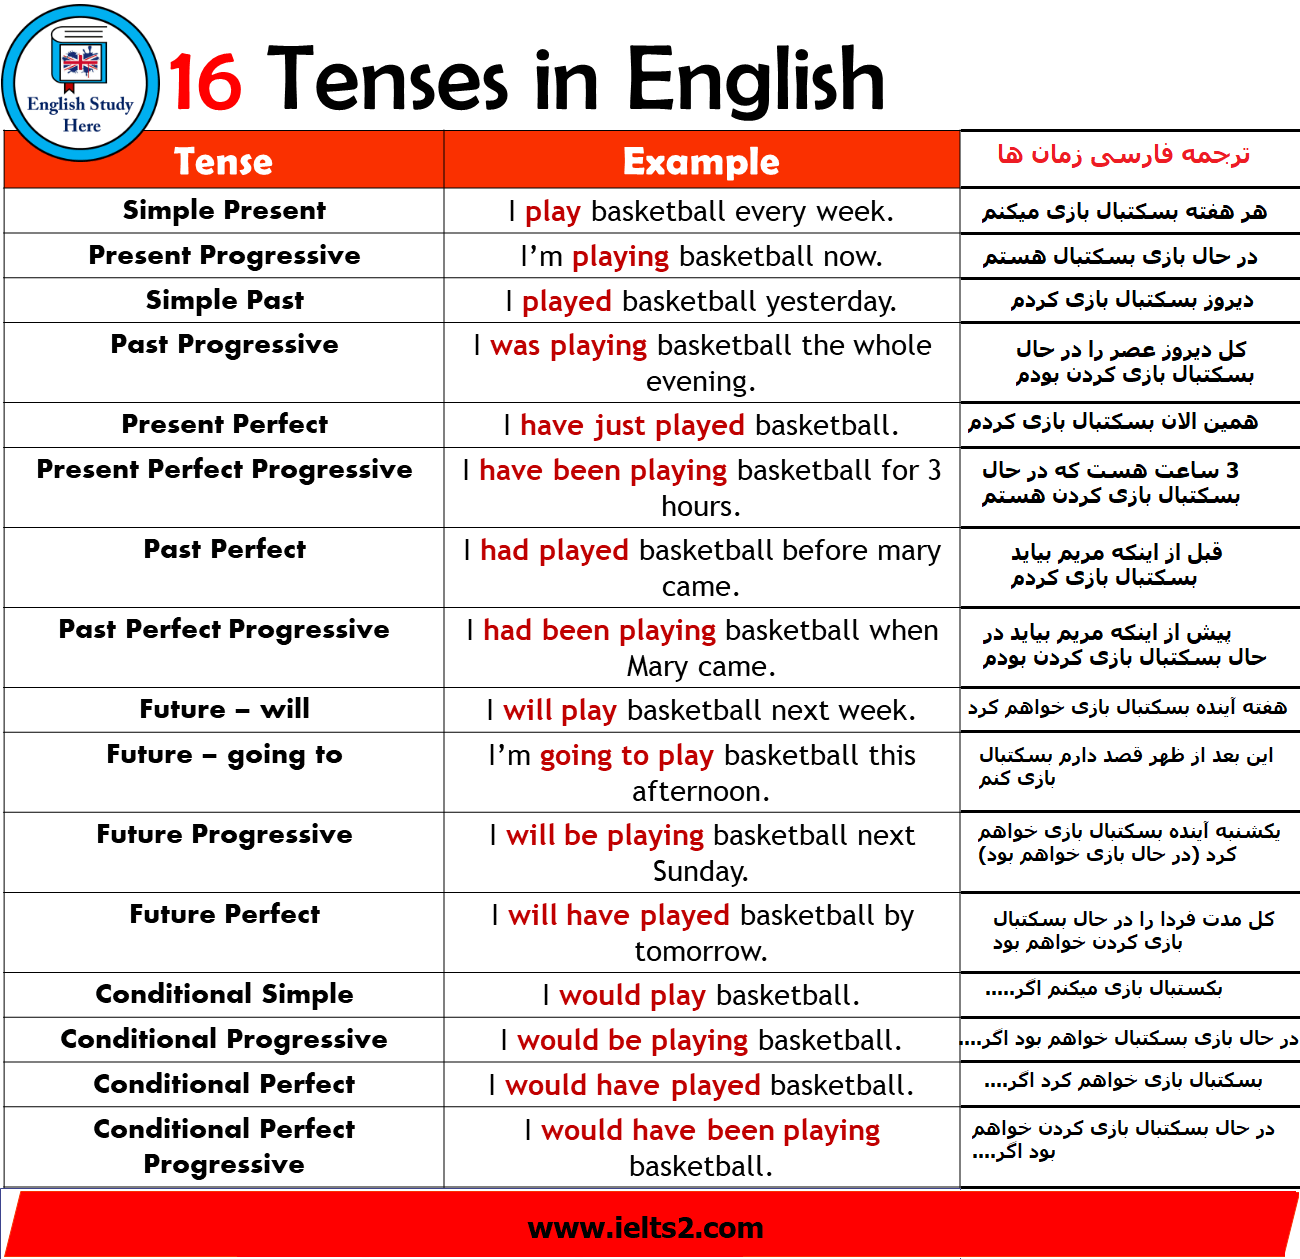 English Study
Here
16 Tenses in English
Tense
Example
ترجمه فارسی زمان ها
Simple Present
I play basketball every week.
هر هفته بسکتبال بازی میکنم
Present Progressive
I’m playing basketball now.
در حال بازی بسکتبال هستم
Simple Past
I played basketball yesterday.
دیروز بسکتبال بازی کردم
Past Progressive
I was playing basketball the whole
evening.
کل دیروز عصر را در حال
بسکتبال بازی کردن بودم
Present Perfect
I have just played basketball.
همین الان بسکتبال بازی کردم
Present Perfect Progressive
I have been playing basketball for 3
hours.
3 ساعت هست که در حال
بسکتبال بازی کردن هستم
Past Perfect
I had played basketball before mary
came.
قبل از اینکه مریم بیاید
بسکتبال بازی کردم
Past Perfect Progressive
I had been playing basketball when
Mary came.
پیش از اینکه مریم بیاید در
حال بسکتبال بازی کردن بودم
Future – will
I will play basketball next week.
هفته آینده بسکتبال بازی خواهم کرد
Future – going to
I’m going to play basketball this
afternoon.
این بعد از ظهر قصد دارم بسکتبال
بازی کنم
Future Progressive
I will be playing basketball next
Sunday.
یکشنبه آینده بسکتبال بازی خواهم
کرد (در حال بازی خواهم بود)
Future Perfect
I will have played basketball by
tomorrow.
کل مدت فردا را در حال بسکتبال
بازی کردن خواهم بود
Conditional Simple
I would play basketball.
بکستبال بازی میکنم اگر.....
Conditional Progressive
I would be playing basketball.
در حال بازی بسکتبال خواهم بود اگر....
Conditional Perfect
I would have played basketball.
بسکتبال بازی خواهم کرد اگر....
Conditional Perfect
Progressive
I would have been playing
basketball.
در حال بسکتبال بازی کردن خواهم
بود اگر....
www.ielts2.com